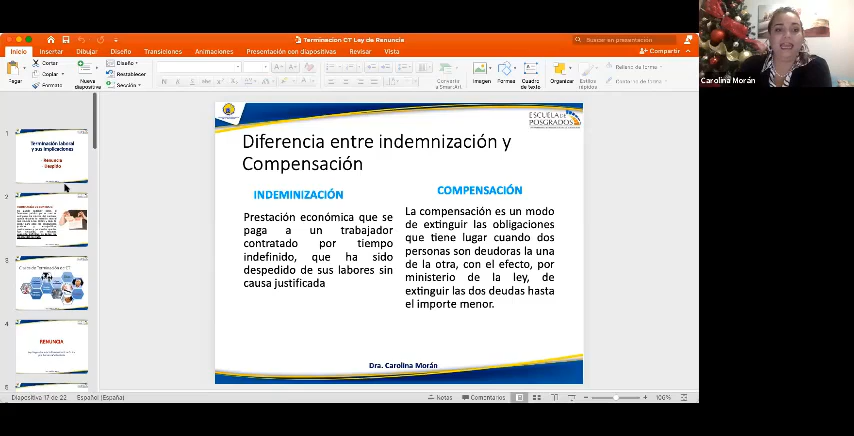 Terminacion CT Ley de Renuncia
Buscar en presentación
Inicio
Insertar
Dibujar
Diseño
Transiciones
Animaciones
Presentación con diapositivas
Revisar
Vista
Compartir
Pegar
Cortar
Copiar
Formato
Nueva
diapositiva
Diseño
Restablecer
Sección
Convertir
a SmartArt
Imagen
Formas
Cuadro
de texto
Organizar
Estilos
rápidos
Relleno de forma
Contorno de forma
Carolina Morán
1
Terminación laboral
y sus implicaciones
Renuncia
Despido
2
3
4
RENUNCIA
5
ESCUELA DE
POSGRADOS
Diferencia entre indemnización y
Compensación
INDEMINIZACIÓN
Prestación económica que se
paga a un trabajador
contratado por tiempo
indefinido, que ha sido
despedido de sus labores sin
causa justificada
COMPENSACIÓN
La compensación es un modo
de extinguir las obligaciones
que tiene lugar cuando dos
personas son deudoras la una
de la otra, con el efecto, por
ministerio de la ley, de
extinguir las dos deudas hasta
el importe menor.
Dra. Carolina Morán
Diapositiva 17 de 22
Español (España)
Notas
Comentarios
106%